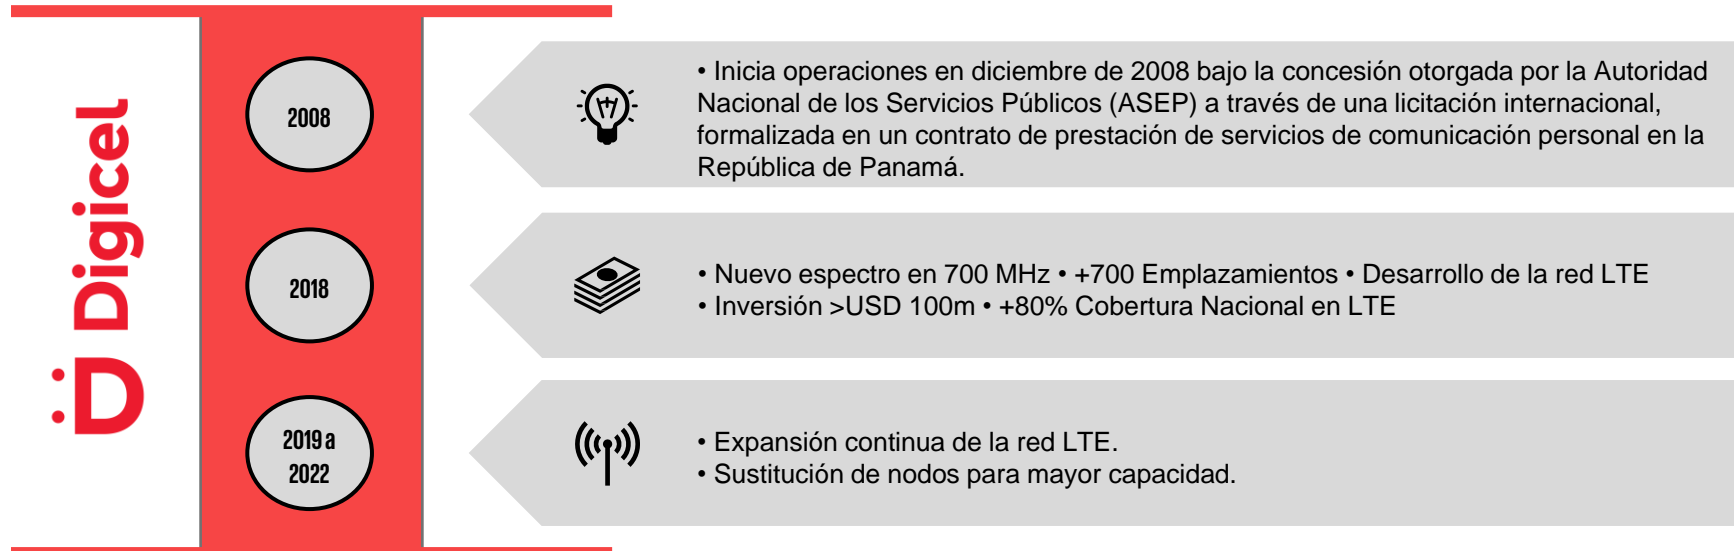 Digicel
2008
• Inicia operaciones en diciembre de 2008 bajo la concesión otorgada por la Autoridad
Nacional de los Servicios Públicos (ASEP) a través de una licitación internacional,
formalizada en un contrato de prestación de servicios de comunicación personal en la
República de Panamá.
2018
• Nuevo espectro en 700 MHz • +700 Emplazamientos • Desarrollo de la red LTE
• Inversión >USD 100m • +80% Cobertura Nacional en LTE
2019 a
2022
• Expansión continua de la red LTE.
• Sustitución de nodos para mayor capacidad.